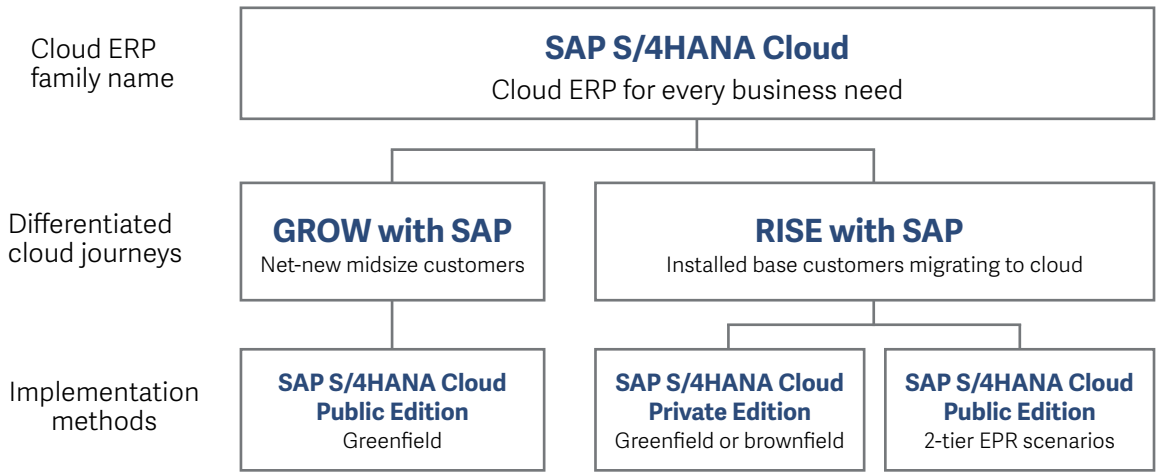 Cloud ERP
family name
SAP S/4HANA Cloud
Cloud ERP for every business need
Differentiated
cloud journeys
GROW with SAP
Net-new midsize customers
RISE with SAP
Installed base customers migrating to cloud
Implementation
methods
SAP S/4HANA Cloud
Public Edition
Greenfield
SAP S/4HANA Cloud
Private Edition
Greenfield or brownfield
SAP S/4HANA Cloud
Public Edition
2-tier EPR scenarios